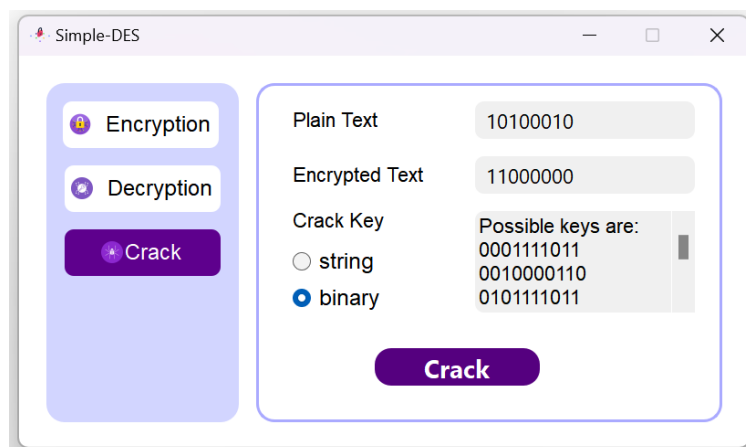 Simple-DES
Encryption
Decryption
Crack
Plain Text
10100010
Encrypted Text
11000000
Crack Key
string
binary
Possible keys are:
0001111011
0010000110
0101111011
Crack